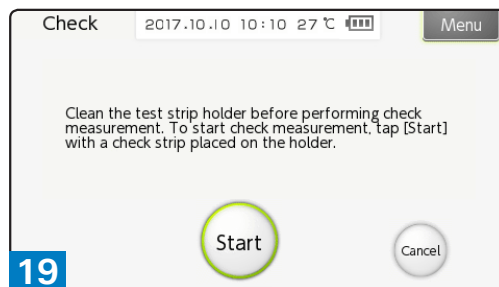 Check 2017.10.10 10:10 27℃ Menu
Clean the test strip holder before performing check
measurement. To start check measurement, tap [Start]
with a check strip placed on the holder.
Start Cancel
19